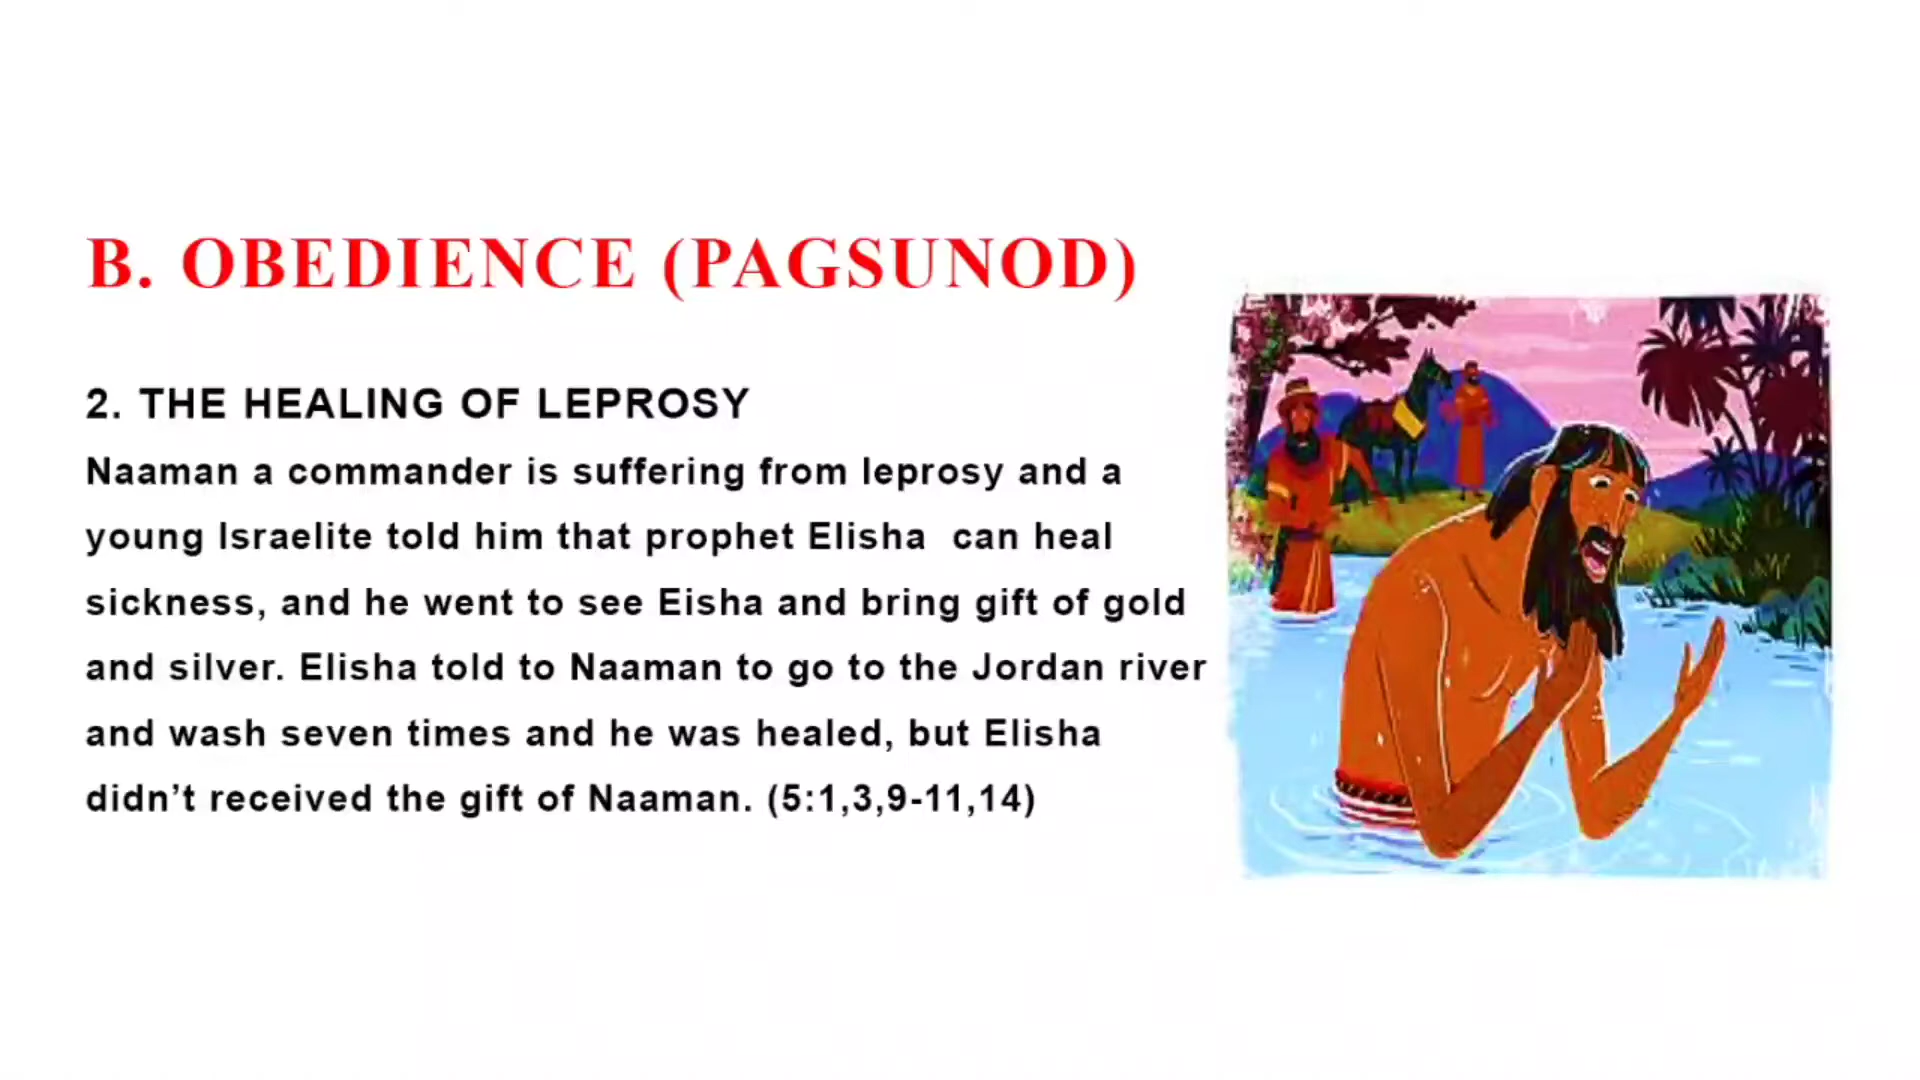 B. OBEDIENCE (PAGSUNOD)
2. THE HEALING OF LEPROSY
Naaman a commander is suffering from leprosy and a
young Israelite told him that prophet Elisha  can heal
sickness, and he went to see Eisha and bring gift of gold
and silver. Elisha told to Naaman to go to the Jordan river
and wash seven times and he was healed, but Elisha
didn’t received the gift of Naaman. (5:1,3,9-11,14)